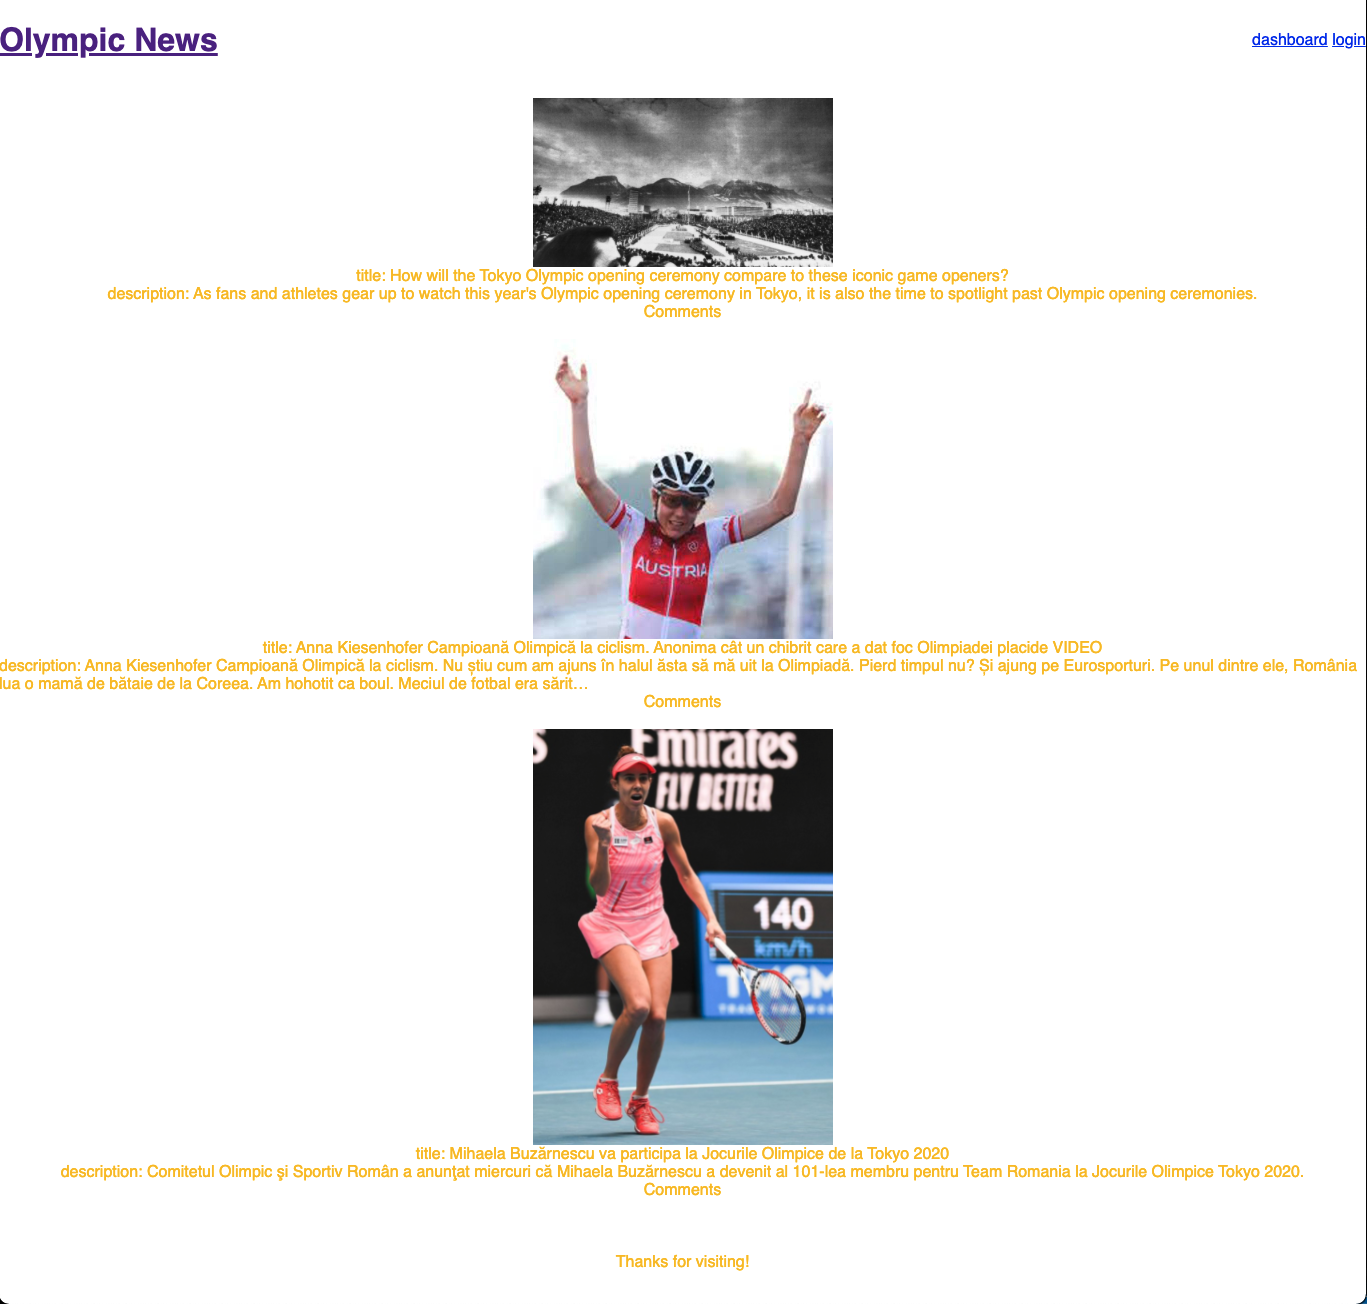 Olympic News
dashboard login
title: How will the Tokyo Olympic opening ceremony compare to these iconic game openers?
description: As fans and athletes gear up to watch this year's Olympic opening ceremony in Tokyo, it is also the time to spotlight past Olympic opening ceremonies.
Comments
AUSTRIA
title: Anna Kiesenhofer Campioană Olimpică la ciclism. Anonima cât un chibrit care a dat foc Olimpiadei placide VIDEO
description: Anna Kiesenhofer Campioană Olimpică la ciclism. Nu știu cum am ajuns în halul ăsta să mă uit la Olimpiadă. Pierd timpul nu? Și ajung pe Eurosporturi. Pe unul dintre ele, România
lua o mamă de bătaie de la Coreea. Am hohotit ca boul. Meciul de fotbal era sărit…
Comments
Emirates
FLY BETTER
140
km/h
TMGM
title: Mihaela Buzărnescu va participa la Jocurile Olimpice de la Tokyo 2020
description: Comitetul Olimpic şi Sportiv Român a anunţat miercuri că Mihaela Buzărnescu a devenit al 101-lea membru pentru Team Romania la Jocurile Olimpice Tokyo 2020.
Comments
Thanks for visiting!